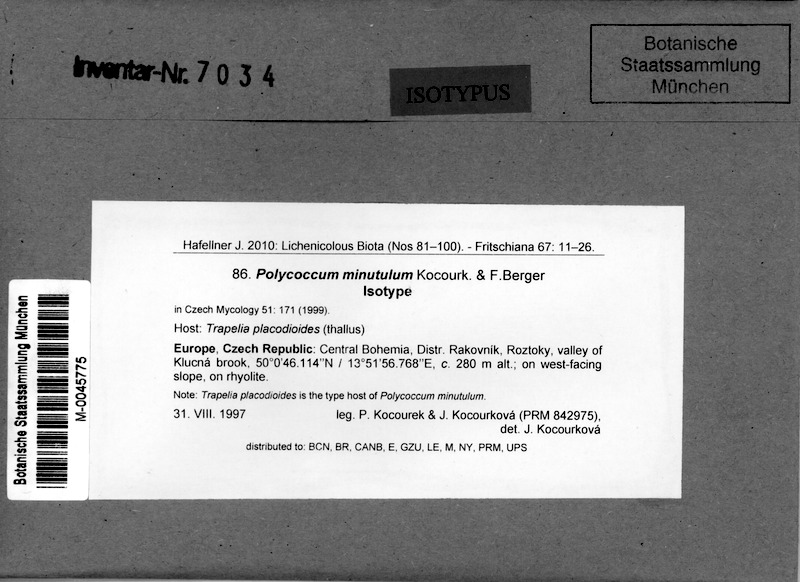 Inventar-Nr. 7034
ISOTYPUS
Botanische
Staatssammlung
München
Hafellner J. 2010: Lichenicolous Biota (Nos 81–100). - Fritschiana 67: 11–26.
86. Polycoccum minutulum Kocourk. & F.Berger
Isotype
in Czech Mycology 51: 171 (1999).
Host: Trapelia placodioides (thallus)
Europe, Czech Republic: Central Bohemia, Distr. Rakovník, Roztoky, valley of
Klucná brook, 50°0'46.114"N / 13°51'56.768"E, c. 280 m alt.; on west-facing
slope, on rhyolite.
Note: Trapelia placodioides is the type host of Polycoccum minutulum.
31. VIII. 1997 leg. P. Kocourek & J. Kocourková (PRM 842975),
det. J. Kocourková
distributed to: BCN, BR, CANB, E, GZU, LE, M, NY, PRM, UPS
Botanische Staatssammlung München
M-0045775